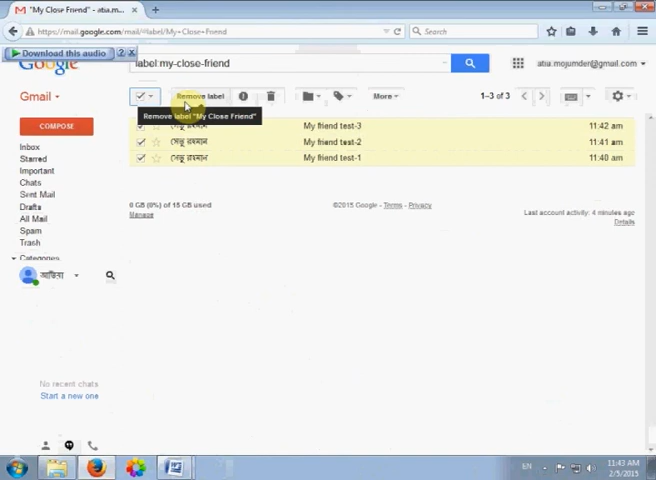 "My Close Friend" - atia.m...
https://mail.google.com/mail/#label/My+Close+Friend
Search
Download this audio
Google
label:my-close-friend
atia.mojumder@gmail.com
Gmail
Remove label
More
1–3 of 3
Remove label "My Close Friend"
COMPOSE
My friend test-3
11:42 am
My friend test-2
11:41 am
My friend test-1
11:40 am
Inbox
Starred
Important
Chats
Sent Mail
Drafts
All Mail
Spam
Trash
Categories
0 GB (0%) of 15 GB used
Manage
©2015 Google - Terms - Privacy
Last account activity: 4 minutes ago
Details
No recent chats
Start a new one
EN
11:43 AM
2/5/2015